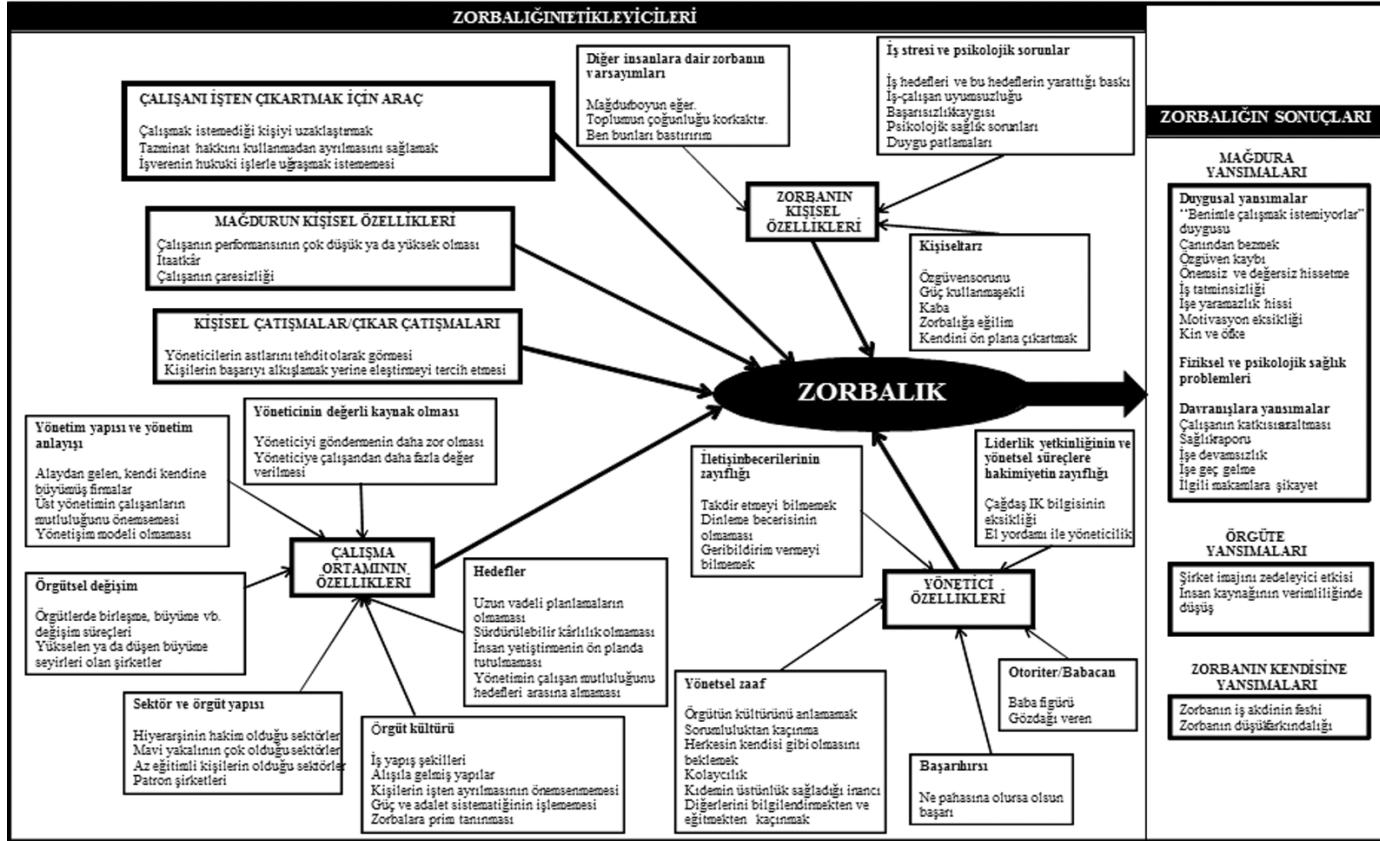 ZORBALIĞINTETİKLEYİCİLERİ
ÇALIŞANI İŞTEN ÇIKARTMAK İÇİN ARAÇ
Çalışmak istemediği kişiyi uzaklaştırmak
Tazminat hakkını kullanmadan ayrılmasını sağlamak
İşverenin hukuki işlerle uğraşmak istememesi
MAĞDURUN KİŞİSEL ÖZELLİKLERİ
Çalışanın performansının çok düşük ya da yüksek olması
İtaatkâr
Çalışanın çaresizliği
KİŞİSEL ÇATIŞMALAR/ÇIKAR ÇATIŞMALARI
Yöneticilerin astlarını tehdit olarak görmesi
Kişilerin başarıyı alkışlamak yerine eleştirmeyi tercih etmesi
Diğer insanlara dair zorbanın
varsayımları
Mağdurboyun eğer.
Toplumun çoğunluğu korkaktır.
Ben bunları bastırırım
İş stresi ve psikolojik sorunlar
İş hedefleri ve bu hedeflerin yarattığı baskı
İş-çalışan uyumsuzluğu
Başarısızlıkkaygısı
Psikolojik sağlık sorunları
Duygu patlamaları
ZORBANIN
KİŞİSEL
ÖZELLİKLERİ
Kişiseltarz
Özgüvensorunu
Güç kullanmaşekli
Kaba
Zorbalığa eğilim
Kendini ön plana çıkartmak
ZORBALIK
Yönetim yapısı ve yönetim
anlayışı
Alaydan gelen, kendi kendine
büyümüş firmalar
Üst yönetimin çalışanların
mutluluğunu önemsemesi
Yönetişim modeli olmaması
Yöneticinin değerli kaynak olması
Yöneticiyi göndermenin daha zor olması
Yöneticiye çalışandan daha fazla değer
verilmesi
ÇALIŞMA
ORTAMININ
ÖZELLİKLERİ
Örgütsel değişim
Örgütlerde birleşme, büyüme vb.
değişim süreçleri
Yükselen ya da düşen büyüme
seyirleri olan şirketler
Hedefler
Uzun vadeli planlamaların
olmaması
Sürdürülebilir kârlılık olmaması
İnsan yetiştirmenin ön planda
tutulmaması
Yönetimin çalışan mutluluğunu
hedefleri arasına almaması
Sektör ve örgüt yapısı
Hiyerarşinin hakim olduğu sektörler
Mavi yakalının çok olduğu sektörler
Az eğitimli kişilerin olduğu sektörler
Patron şirketleri
Örgüt kültürü
İş yapış şekilleri
Alışıla gelmiş yapılar
Kişilerin işten ayrılmasının önemsenmemesi
Güç ve adalet sistematiğinin işlememesi
Zorbalara prim tanınması
İletişimbecerilerinin
zayıflığı
Takdir etmeyi bilmemek
Dinleme becerisinin
olmaması
Geribildirim vermeyi
bilmemek
Liderlik yetkinliğinin ve
yönetsel süreçlere
hakimiyetin zayıflığı
Çağdaş IK bilgisinin
eksikliği
El yordamı ile yöneticilik
YÖNETİCİ
ÖZELLİKLERİ
Yönetsel zaaf
Örgütün kültürünü anlamamak
Sorumluluktan kaçınma
Herkesin kendisi gibi olmasını
beklemek
Kolaycılık
Kıdemin üstünlük sağladığı inancı
Diğerlerini bilgilendirmekten ve
eğitmekten kaçınmak
Otoriter/Babacan
Baba figürü
Gözdağı veren
Başarıhırsı
Ne pahasına olursa olsun
başarı
ZORBALIĞIN SONUÇLARI
MAĞDURA
YANSIMALARI
Duygusal yansımalar
‘‘Benimle çalışmak istemiyorlar”
duygusu
Canından bezmek
Özgüven kaybı
Önemsiz ve değersiz hissetme
İş tatminsizliği
İşe yaramazlık hissi
Motivasyon eksikliği
Kin ve öfke
Fiziksel ve psikolojik sağlık
problemleri
Davranışlara yansımalar
Çalışanın katkısınıazaltması
Sağlıkraporu
İşe devamsızlık
İşe geç gelme
İlgili makamlara şikayet
ÖRGÜTE
YANSIMALARI
Şirket imajını zedeleyici etkisi
İnsan kaynağının verimliliğinde
düşüş
ZORBANIN KENDİSİNE
YANSIMALARI
Zorbanın iş akdinin feshi
Zorbanın düşükfarkındalığı